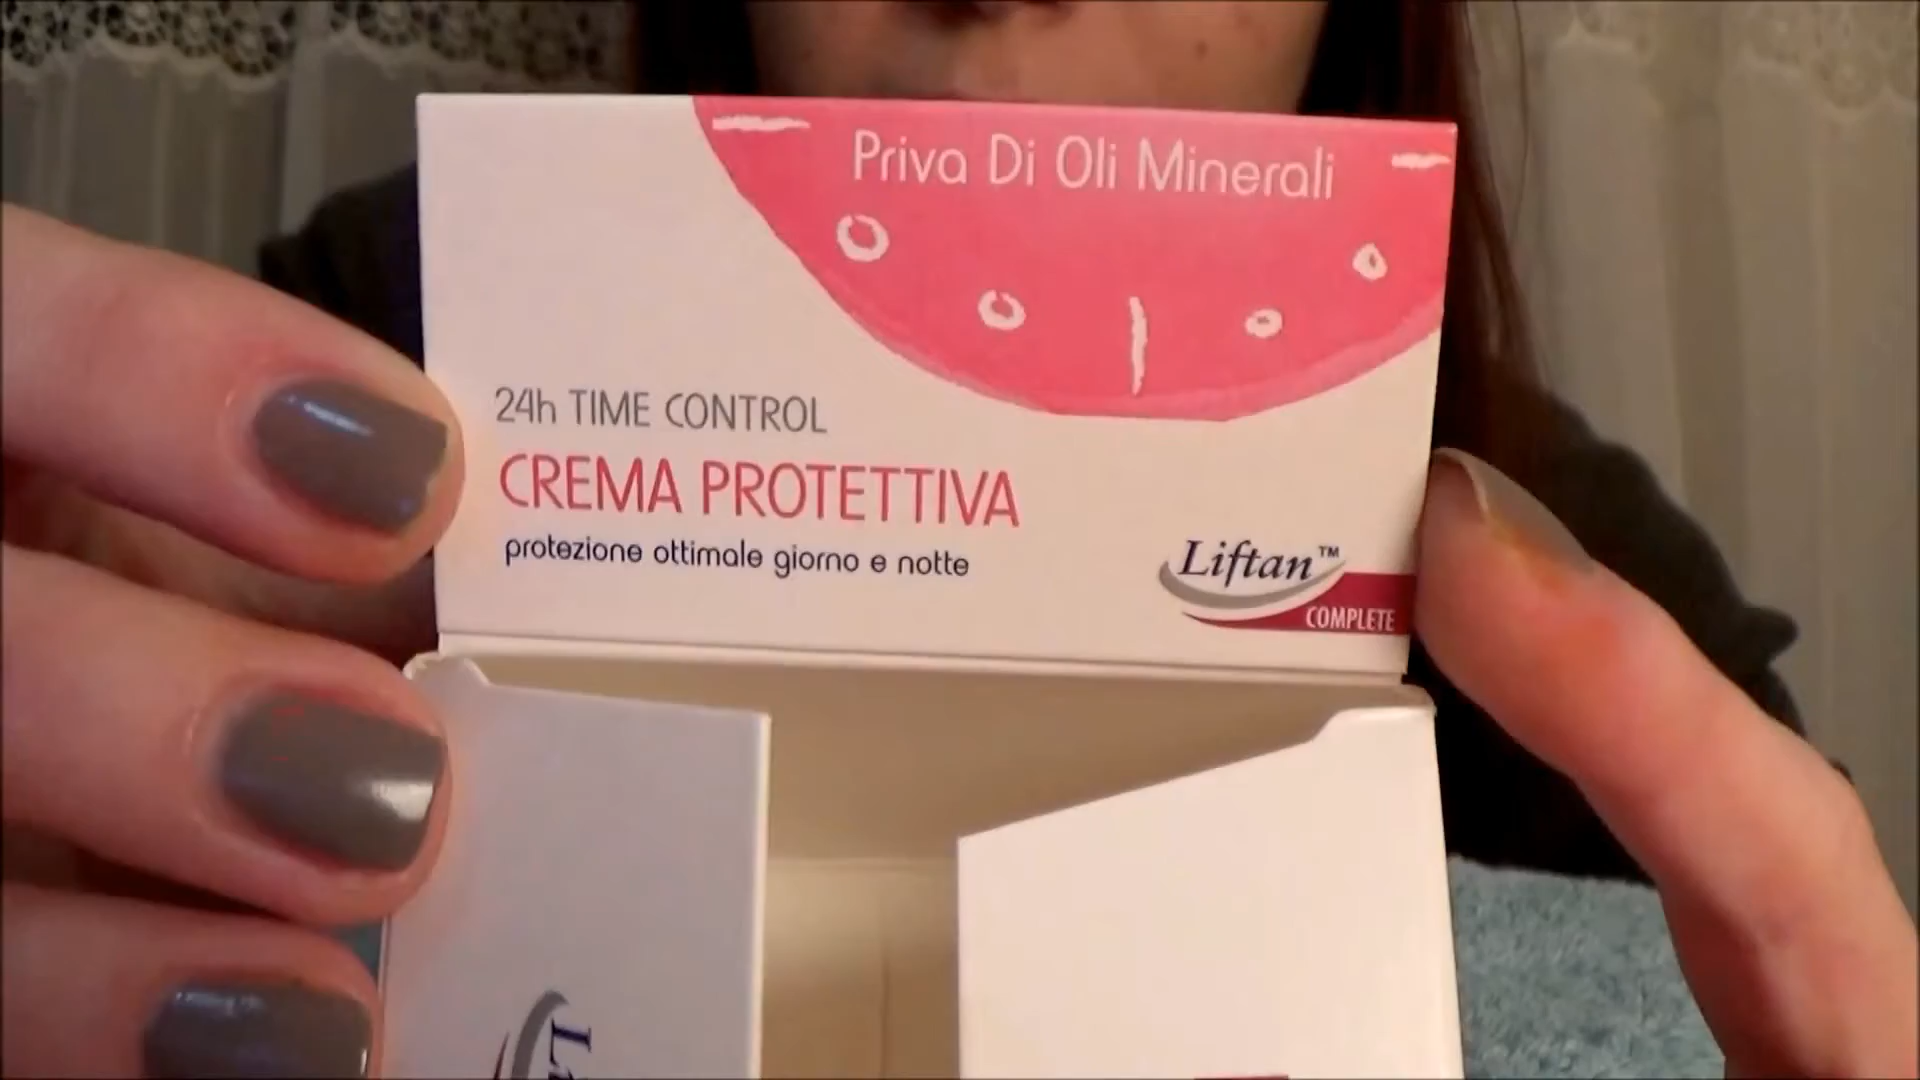 Priva Di Oli Minerali
24h TIME CONTROL
CREMA PROTETTIVA
protezione ottimale giorno e notte
Liftan™
COMPLETE